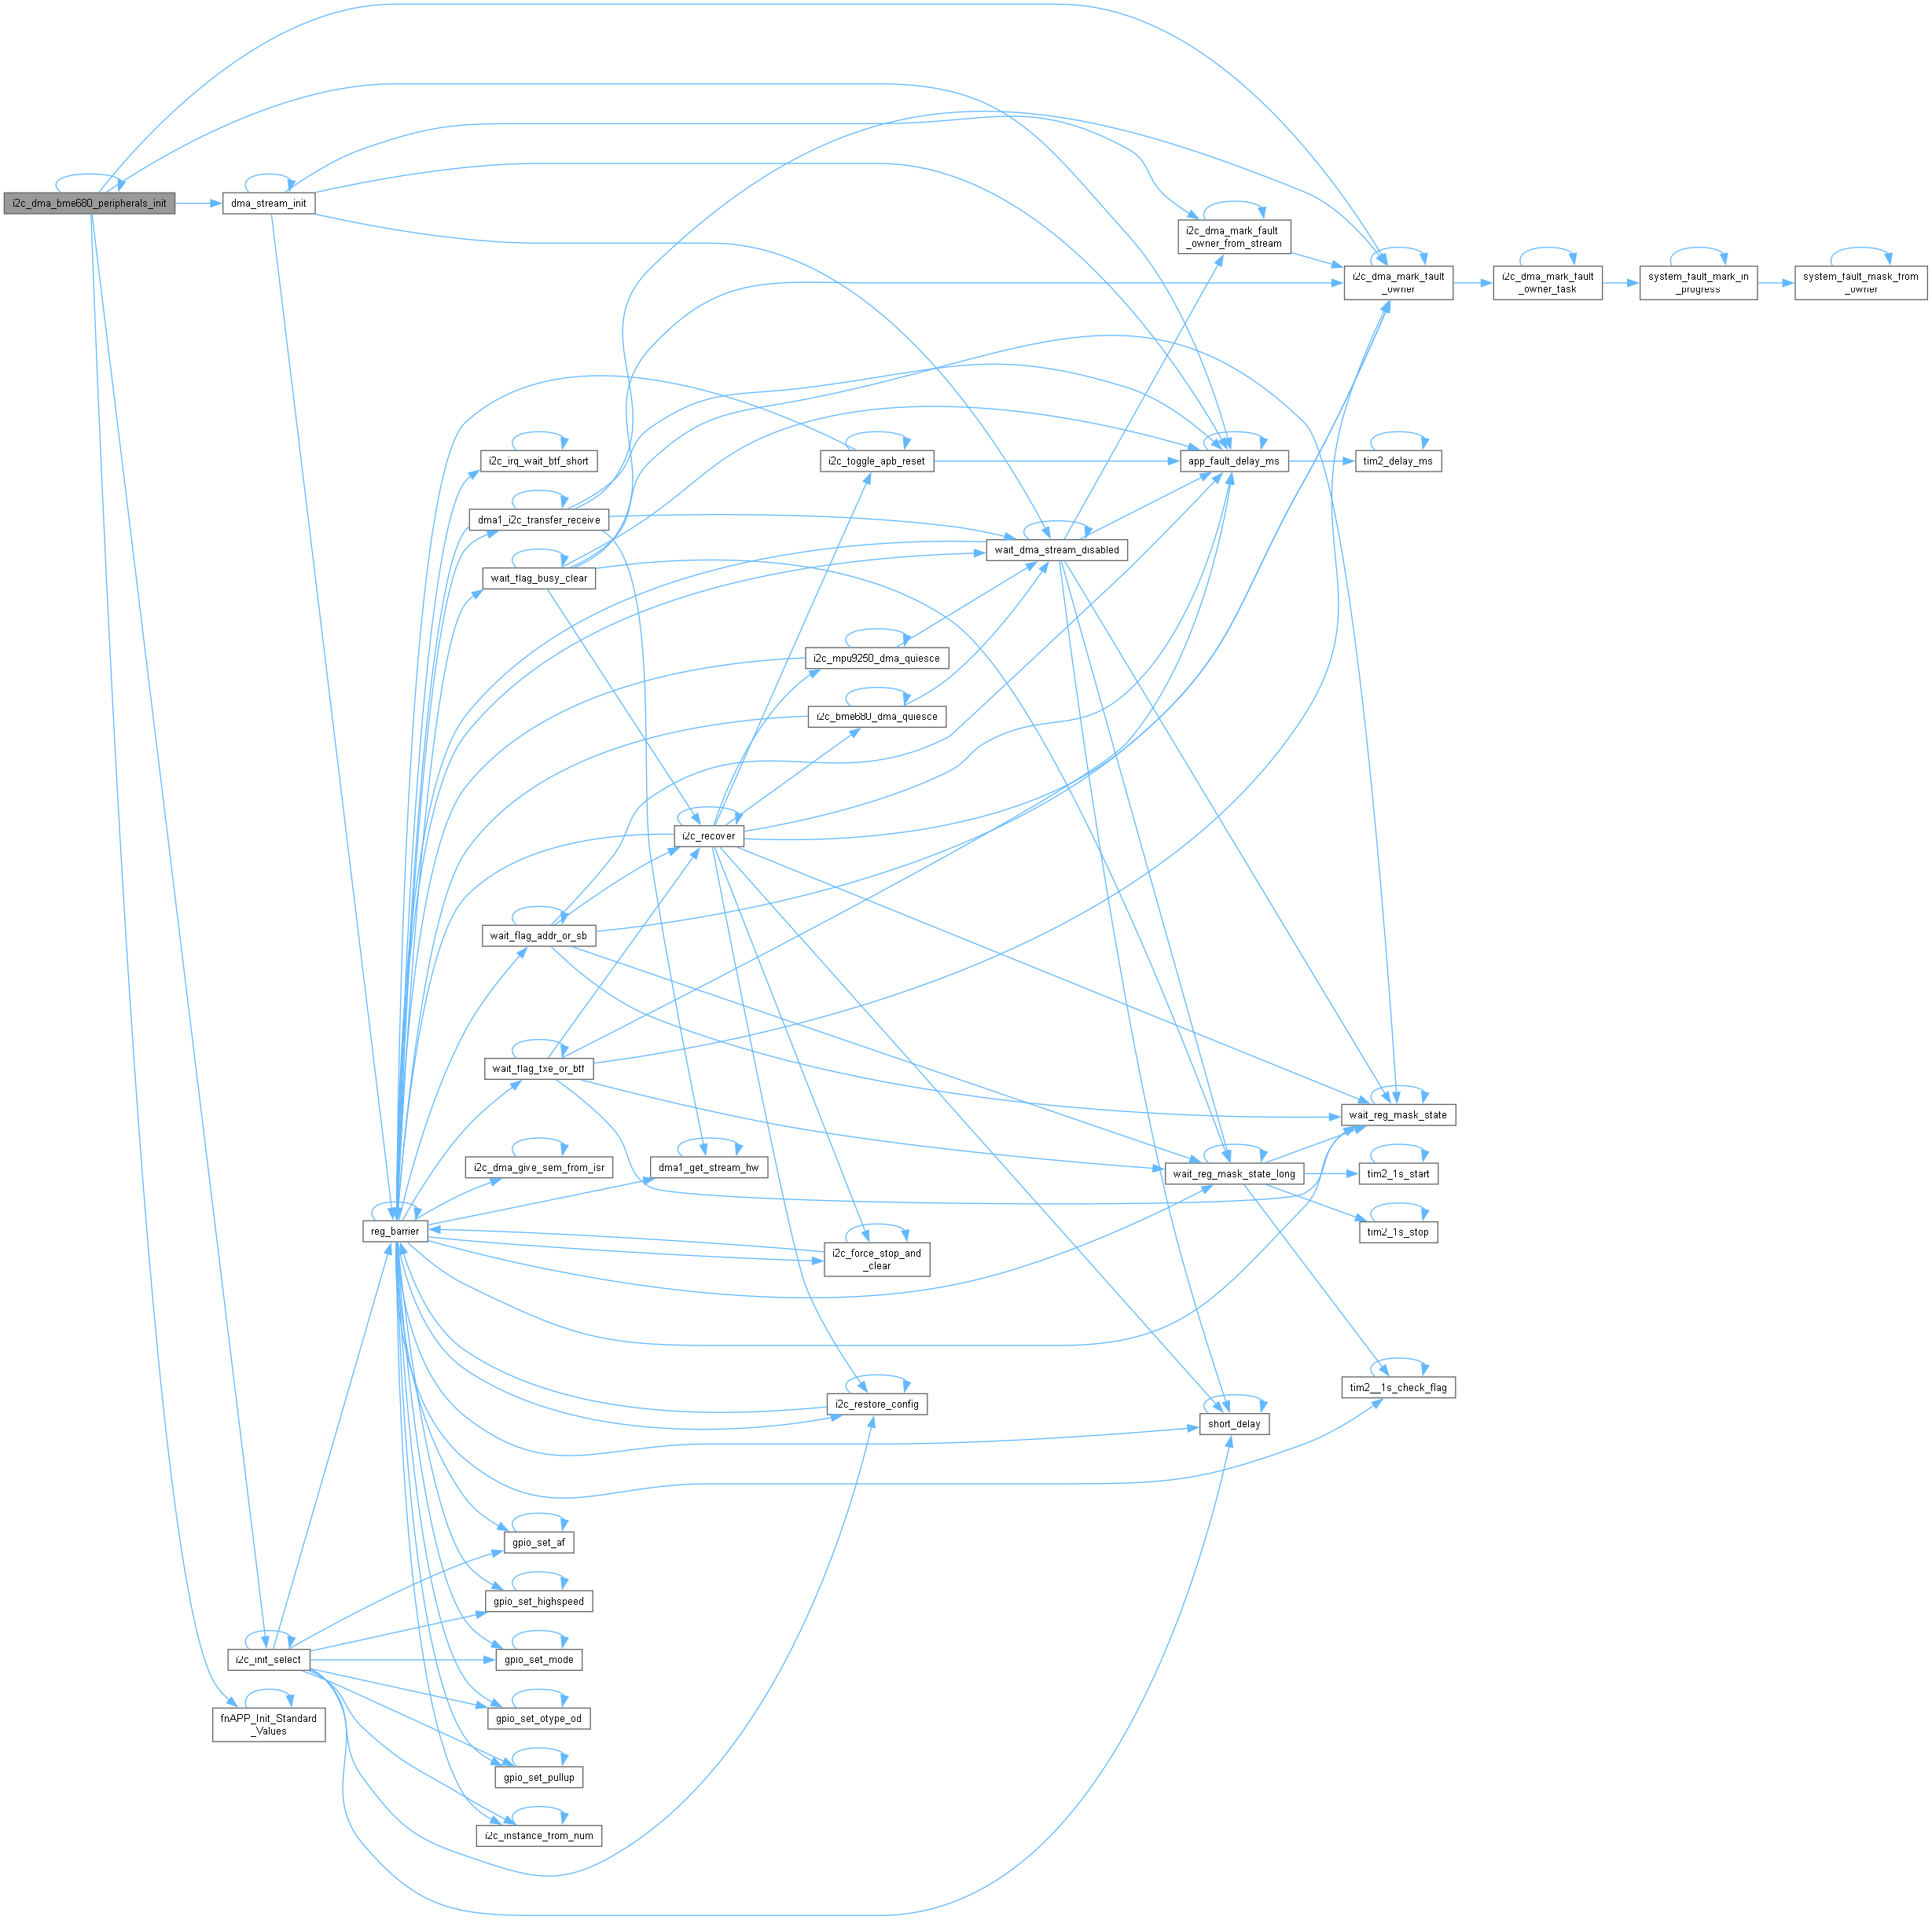 i2c_dma_bme680_peripherals_init
dma_stream_init
i2c_dma_mark_fault
_owner_from_stream
i2c_dma_mark_fault
_owner
i2c_dma_mark_fault
_owner_task
system_fault_mark_in
_progress
system_fault_mask_from
_owner
i2c_irq_wait_btf_short
i2c_toggle_apb_reset
app_fault_delay_ms
tim2_delay_ms
dma1_i2c_transfer_receive
wait_dma_stream_disabled
wait_flag_busy_clear
i2c_mpu9250_dma_quiesce
i2c_bme680_dma_quiesce
i2c_recover
wait_flag_addr_or_sb
wait_flag_txe_or_btf
wait_reg_mask_state
i2c_dma_give_sem_from_isr
dma1_get_stream_hw
wait_reg_mask_state_long
tim2_1s_start
reg_barrier
tim2_1s_stop
i2c_force_stop_and
_clear
tim2__1s_check_flag
i2c_restore_config
short_delay
gpio_set_af
gpio_set_highspeed
i2c_init_select
gpio_set_mode
fnAPP_Init_Standard
_Values
gpio_set_otype_od
gpio_set_pullup
i2c_instance_from_num